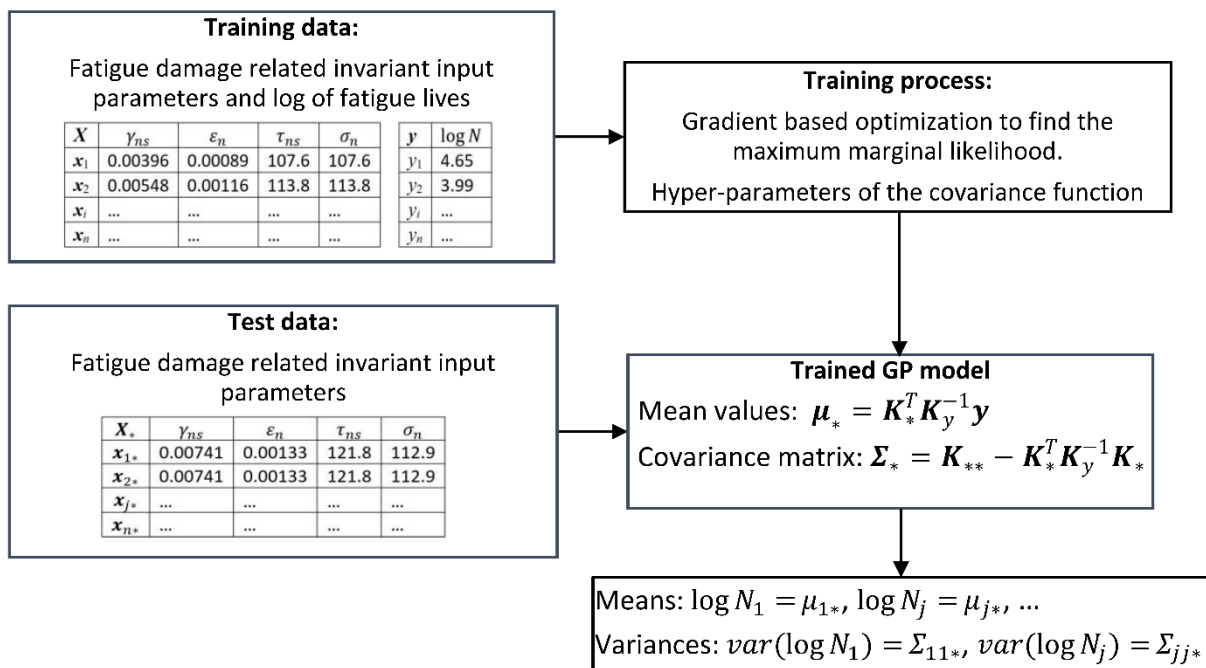 Training data:
Fatigue damage related invariant input
parameters and log of fatigue lives
X γns εn τns σn y log N
x1 0.00396 0.00089 107.6 107.6 y1 4.65
x2 0.00548 0.00116 113.8 113.8 y2 3.99
xi ... ... ... ... yi ...
xn ... ... ... ... yn ...
Training process:
Gradient based optimization to find the
maximum marginal likelihood.
Hyper-parameters of the covariance function
Test data:
Fatigue damage related invariant input
parameters
X* γns εn τns σn
x1* 0.00741 0.00133 121.8 112.9
x2* 0.00741 0.00133 121.8 112.9
xj* ... ... ... ...
xn* ... ... ... ...
Trained GP model
Mean values: μ* = K*^T Ky^-1 y
Covariance matrix: Σ* = K** − K*^T Ky^-1 K*
Means: log N1 = μ1*, log Nj = μj*, ...
Variances: var(log N1) = Σ11*, var(log Nj) = Σjj*